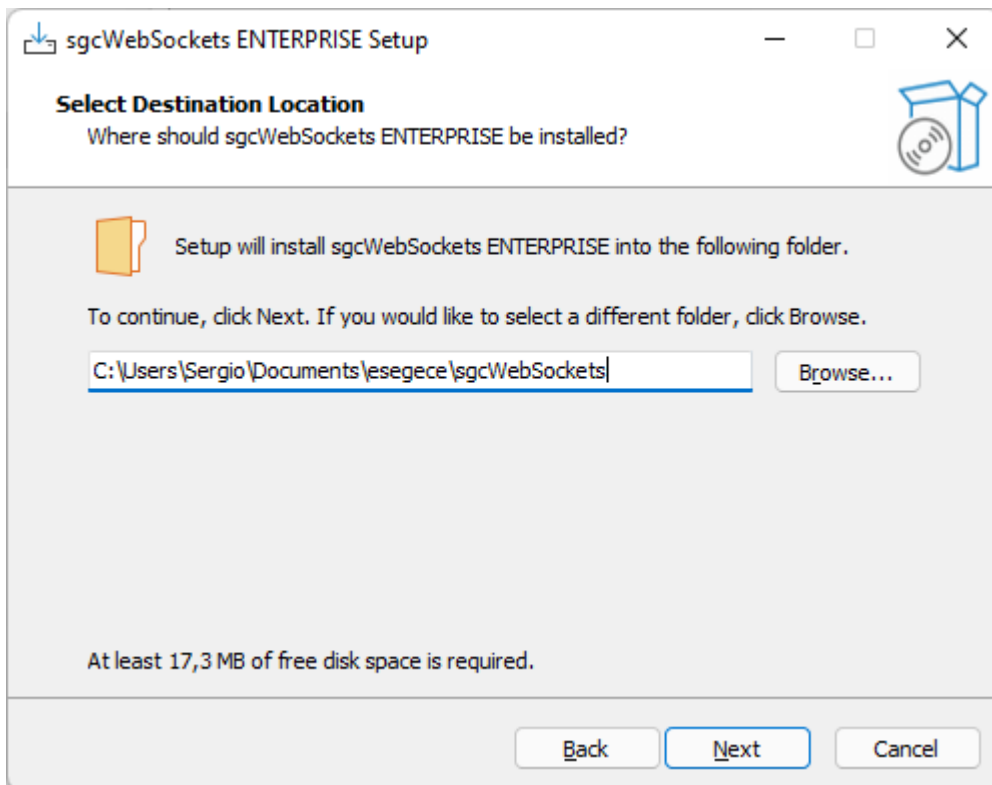 sgcWebSockets ENTERPRISE Setup
Select Destination Location
Where should sgcWebSockets ENTERPRISE be installed?
Setup will install sgcWebSockets ENTERPRISE into the following folder.
To continue, click Next. If you would like to select a different folder, click Browse.
C:\Users\Sergio\Documents\esegece\sgcWebSockets
Browse...
At least 17,3 MB of free disk space is required.
Back Next Cancel